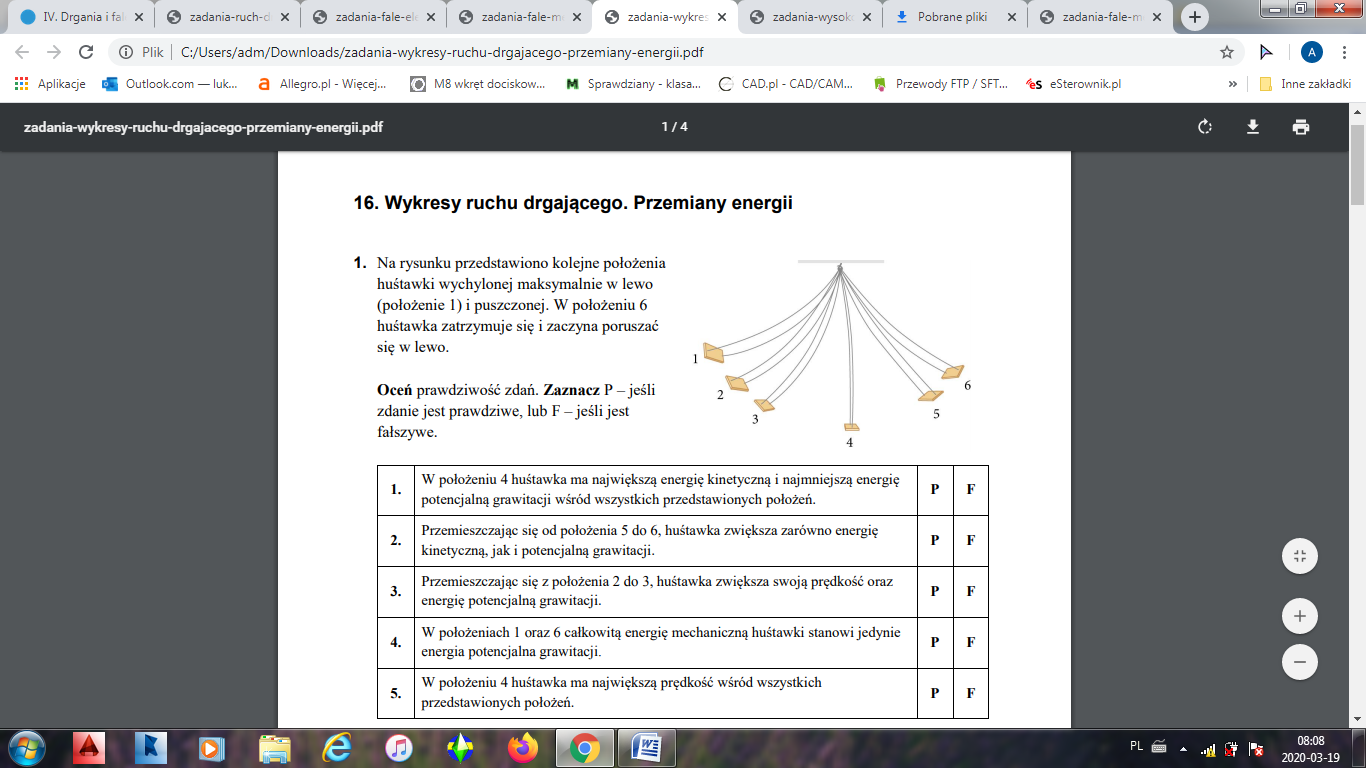 IV. Drgania i fal
zadania-ruch-d
zadania-fale-ele
zadania-fale-me
zadania-wykres
zadania-wysoko
Pobrane pliki
zadania-fale-m
Plik
C:/Users/adm/Downloads/zadania-wykresy-ruchu-drgajacego-przemiany-energii.pdf
A
Aplikacje
Outlook.com — luk...
Allegro.pl - Więcej...
M8 wkręt dociskow...
Sprawdziany - klasa...
CAD.pl - CAD/CAM...
Przewody FTP / SFT...
eSterownik.pl
»
Inne zakładki
zadania-wykresy-ruchu-drgajacego-przemiany-energii.pdf
1 / 4
16. Wykresy ruchu drgającego. Przemiany energii
1. Na rysunku przedstawiono kolejne położenia
huśtawki wychylonej maksymalnie w lewo
(położenie 1) i puszczonej. W położeniu 6
huśtawka zatrzymuje się i zaczyna poruszać
się w lewo.
Oceń prawdziwość zdań. Zaznacz P – jeśli
zdanie jest prawdziwe, lub F – jeśli jest
fałszywe.
1
2
3
4
5
6
1. W położeniu 4 huśtawka ma największą energię kinetyczną i najmniejszą energię
potencjalną grawitacji wśród wszystkich przedstawionych położeń. P F
2. Przemieszczając się od położenia 5 do 6, huśtawka zwiększa zarówno energię
kinetyczną, jak i potencjalną grawitacji. P F
3. Przemieszczając się z położenia 2 do 3, huśtawka zwiększa swoją prędkość oraz
energię potencjalną grawitacji. P F
4. W położeniach 1 oraz 6 całkowitą energię mechaniczną huśtawki stanowi jedynie
energia potencjalna grawitacji. P F
5. W położeniu 4 huśtawka ma największą prędkość wśród wszystkich
przedstawionych położeń. P F
PL
08:08
2020-03-19